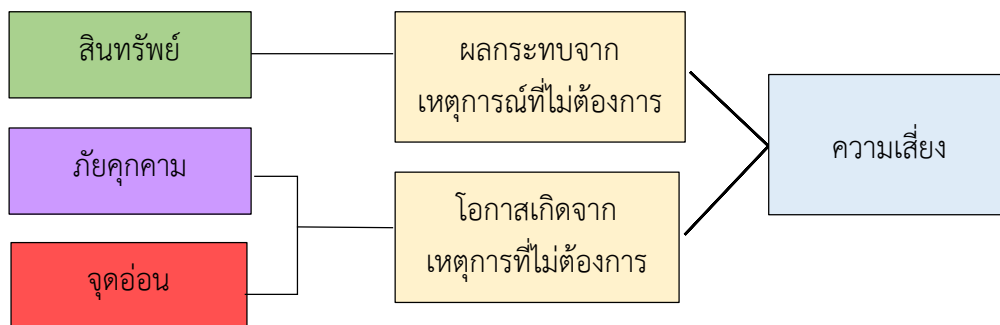 สินทรัพย์
ผลกระทบจาก
เหตุการณ์ที่ไม่ต้องการ
ภัยคุกคาม
ความเสี่ยง
โอกาสเกิดจาก
เหตุการที่ไม่ต้องการ
จุดอ่อน